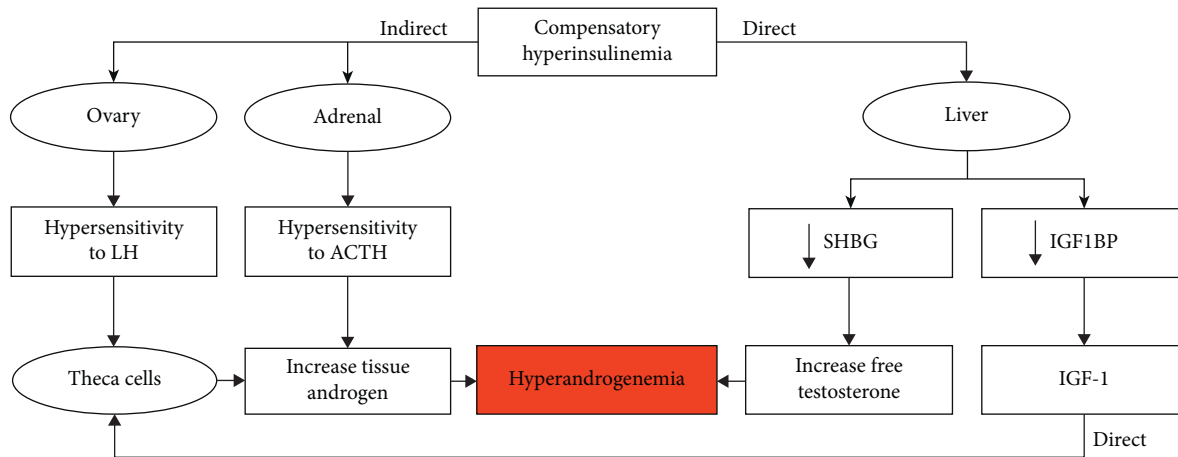 Indirect
Compensatory
hyperinsulinemia
Direct
Ovary
Adrenal
Liver
Hypersensitivity
to LH
Hypersensitivity
to ACTH
SHBG
IGF1BP
Theca cells
Increase tissue
androgen
Hyperandrogenemia
Increase free
testosterone
IGF-1
Direct